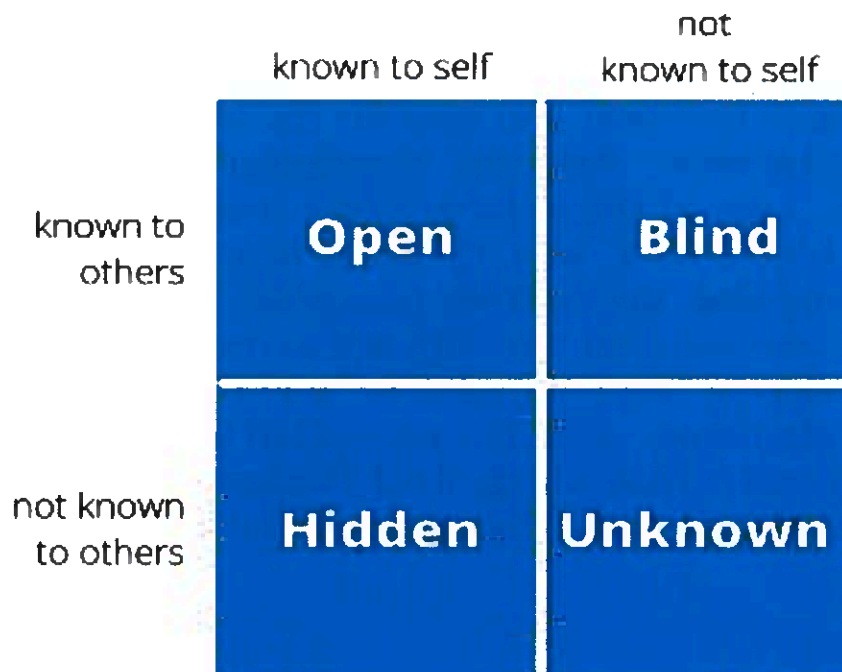 known to self
not
known to self
known to
others
Open
Blind
not known
to others
Hidden
Unknown